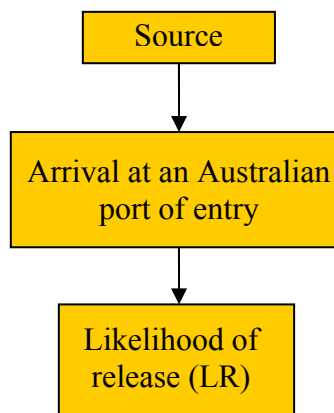 Source
Arrival at an Australian
port of entry
Likelihood of
release (LR)